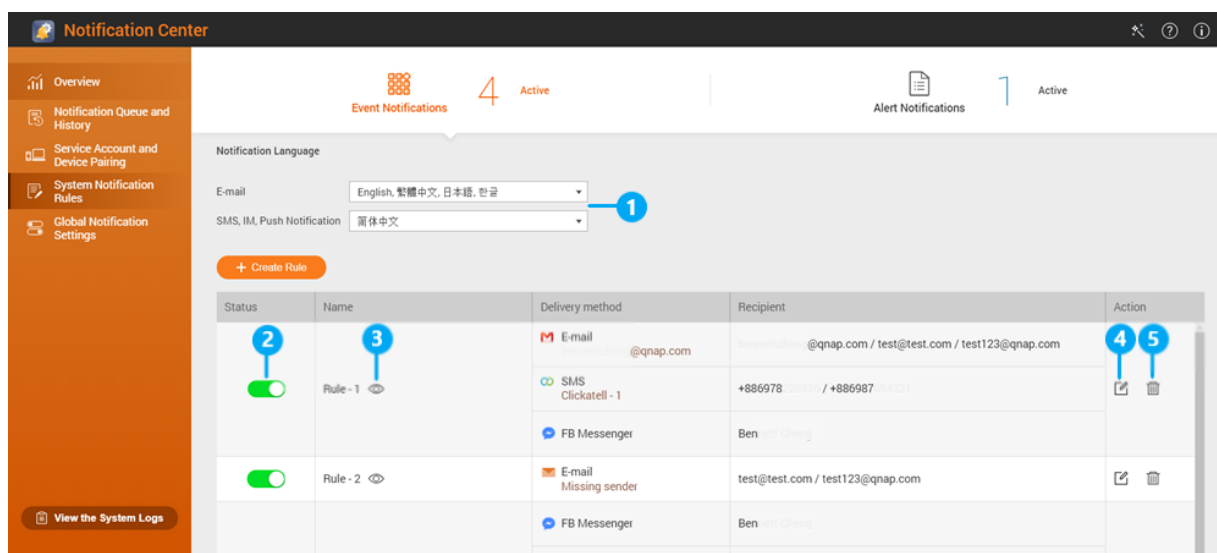 Notification Center
Overview
Notification Queue and
History
Service Account and
Device Pairing
System Notification
Rules
Global Notification
Settings
View the System Logs
Event Notifications
4
Active
Alert Notifications
1
Active
Notification Language
E-mail
English, 繁體中文, 日本語, 한글
SMS, IM, Push Notification
简体中文
1
+ Create Rule
Status
Name
Delivery method
Recipient
Action
2
3
4
5
Rule - 1
E-mail
@qnap.com
@qnap.com / test@test.com / test123@qnap.com
SMS
Clickatell - 1
+886978 / +886987
FB Messenger
Ben
Rule - 2
E-mail
Missing sender
test@test.com / test123@qnap.com
FB Messenger
Ben